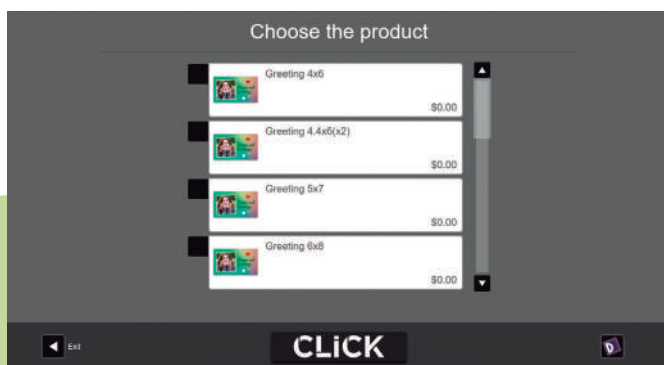 Choose the product
Greeting 4x6
$0.00
Greeting 4.4x6(x2)
$0.00
Greeting 5x7
$0.00
Greeting 6x8
$0.00
Exit
CLiCK
D